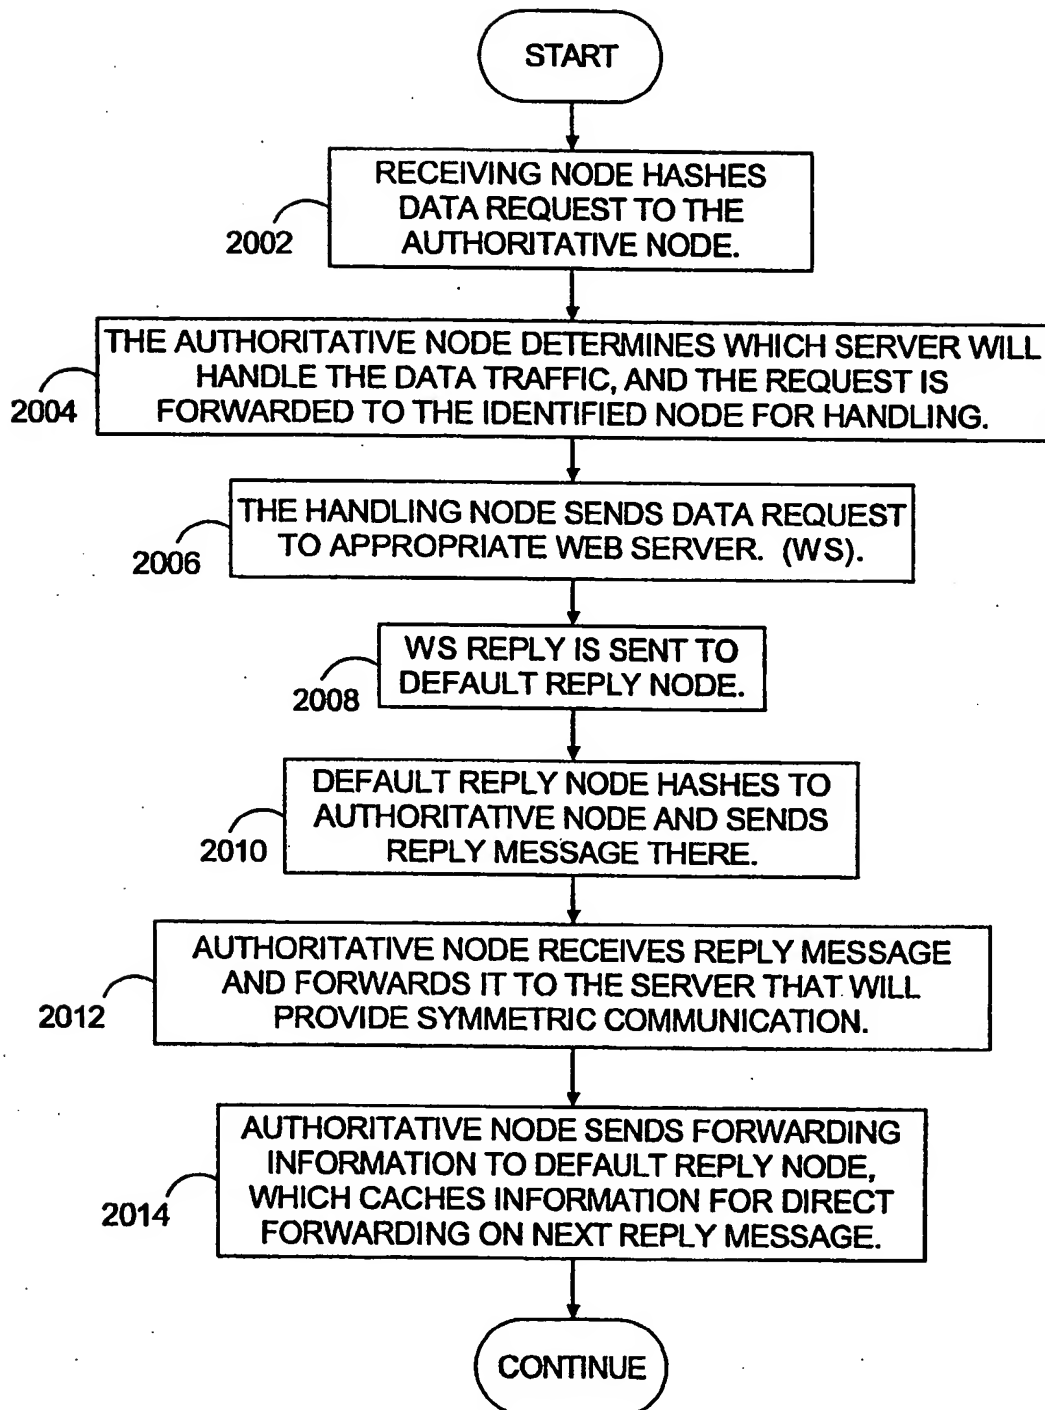 START
RECEIVING NODE HASHES
DATA REQUEST TO THE
AUTHORITATIVE NODE.
2002
THE AUTHORITATIVE NODE DETERMINES WHICH SERVER WILL
HANDLE THE DATA TRAFFIC, AND THE REQUEST IS
FORWARDED TO THE IDENTIFIED NODE FOR HANDLING.
2004
THE HANDLING NODE SENDS DATA REQUEST
TO APPROPRIATE WEB SERVER. (WS).
2006
WS REPLY IS SENT TO
DEFAULT REPLY NODE.
2008
DEFAULT REPLY NODE HASHES TO
AUTHORITATIVE NODE AND SENDS
REPLY MESSAGE THERE.
2010
AUTHORITATIVE NODE RECEIVES REPLY MESSAGE
AND FORWARDS IT TO THE SERVER THAT WILL
PROVIDE SYMMETRIC COMMUNICATION.
2012
AUTHORITATIVE NODE SENDS FORWARDING
INFORMATION TO DEFAULT REPLY NODE,
WHICH CACHES INFORMATION FOR DIRECT
FORWARDING ON NEXT REPLY MESSAGE.
2014
CONTINUE